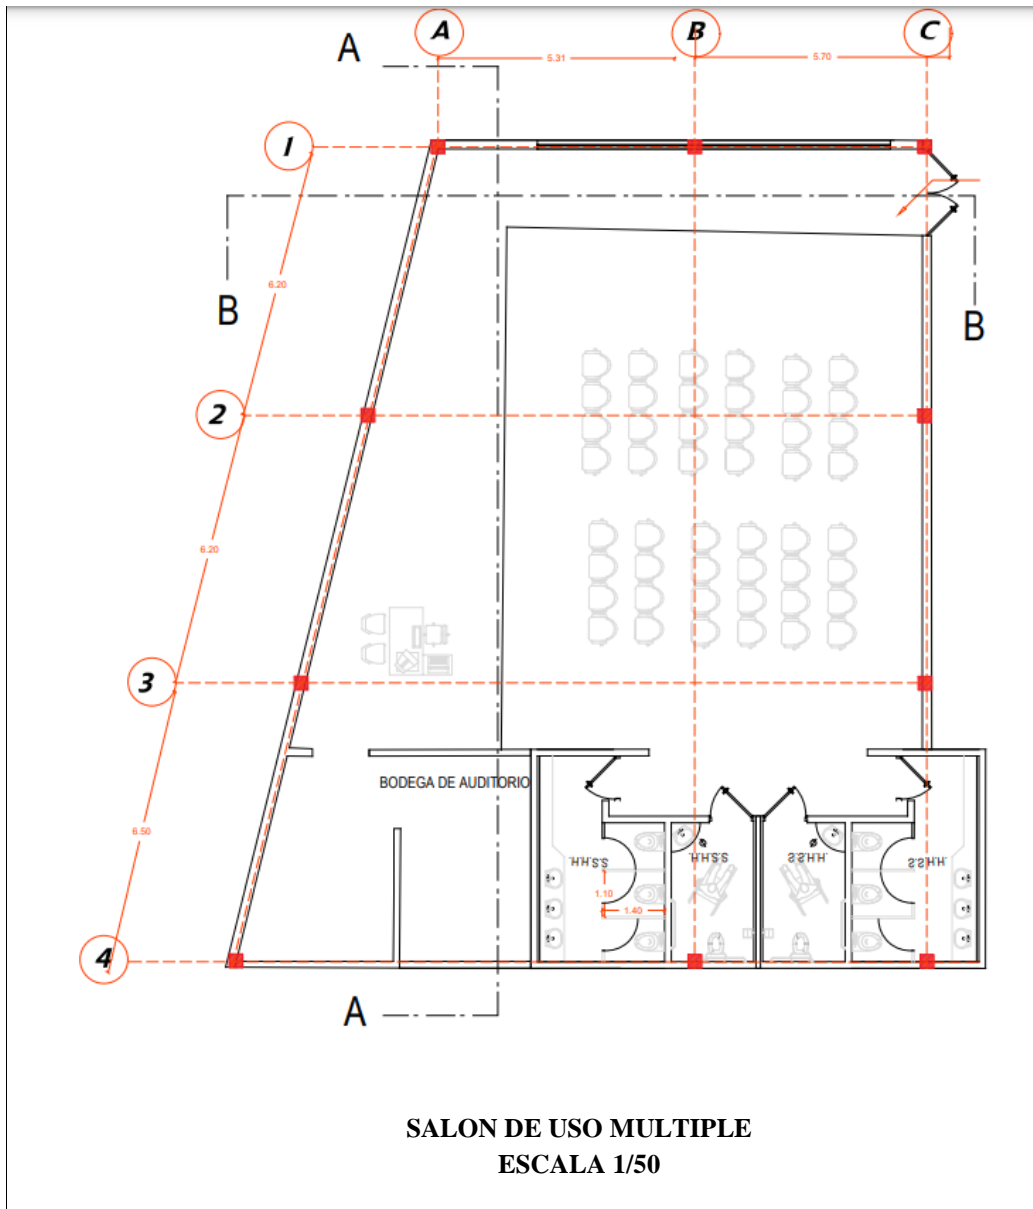 A
A
B
C
5.31
5.70
1
6.20
B
B
2
6.20
3
BODEGA DE AUDITORIO
6.50
S.S.H.H.
S.S.H.H.
S.S.H.H.
S.S.H.H.
1.10
1.40
4
A
SALON DE USO MULTIPLE
ESCALA 1/50